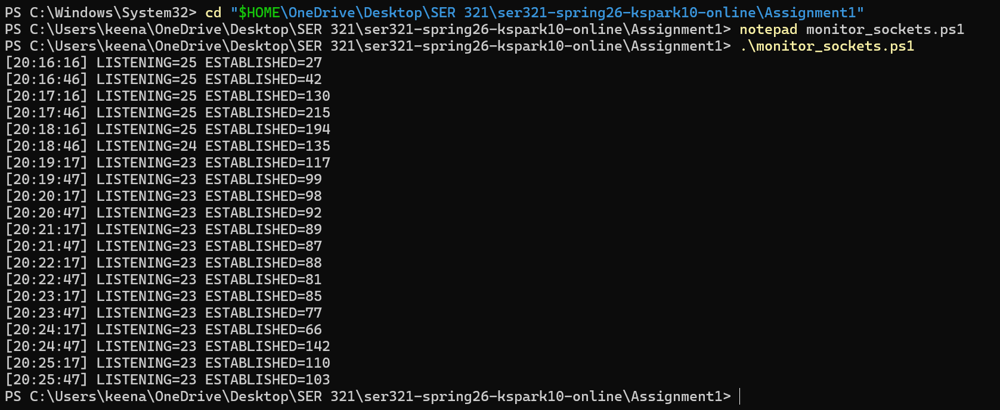 PS C:\Windows\System32> cd "$HOME\OneDrive\Desktop\SER 321\ser321-spring26-kspark10-online\Assignment1"
PS C:\Users\keena\OneDrive\Desktop\SER 321\ser321-spring26-kspark10-online\Assignment1> notepad monitor_sockets.ps1
PS C:\Users\keena\OneDrive\Desktop\SER 321\ser321-spring26-kspark10-online\Assignment1> .\monitor_sockets.ps1
[20:16:16] LISTENING=25 ESTABLISHED=27
[20:16:46] LISTENING=25 ESTABLISHED=42
[20:17:16] LISTENING=25 ESTABLISHED=130
[20:17:46] LISTENING=25 ESTABLISHED=215
[20:18:16] LISTENING=25 ESTABLISHED=194
[20:18:46] LISTENING=24 ESTABLISHED=135
[20:19:17] LISTENING=23 ESTABLISHED=117
[20:19:47] LISTENING=23 ESTABLISHED=99
[20:20:17] LISTENING=23 ESTABLISHED=98
[20:20:47] LISTENING=23 ESTABLISHED=92
[20:21:17] LISTENING=23 ESTABLISHED=89
[20:21:47] LISTENING=23 ESTABLISHED=87
[20:22:17] LISTENING=23 ESTABLISHED=88
[20:22:47] LISTENING=23 ESTABLISHED=81
[20:23:17] LISTENING=23 ESTABLISHED=85
[20:23:47] LISTENING=23 ESTABLISHED=77
[20:24:17] LISTENING=23 ESTABLISHED=66
[20:24:47] LISTENING=23 ESTABLISHED=142
[20:25:17] LISTENING=23 ESTABLISHED=110
[20:25:47] LISTENING=23 ESTABLISHED=103
PS C:\Users\keena\OneDrive\Desktop\SER 321\ser321-spring26-kspark10-online\Assignment1>